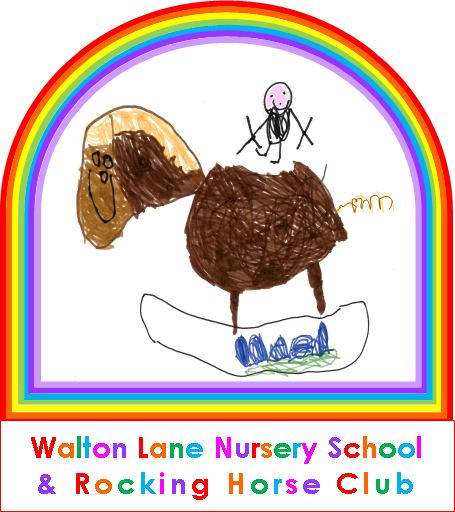 Walton Lane Nursery School
& Rocking Horse Club